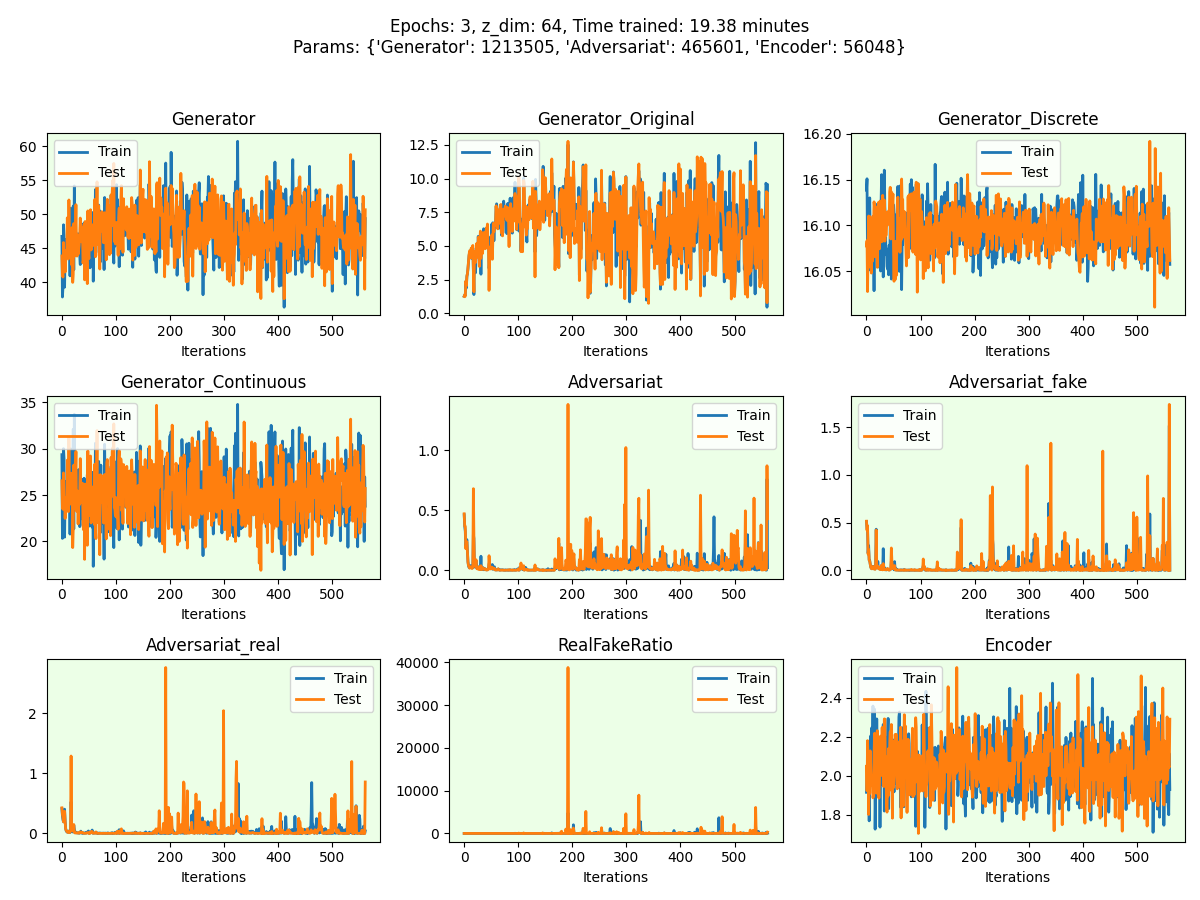 Epochs: 3, z_dim: 64, Time trained: 19.38 minutes
Params: {'Generator': 1213505, 'Adversariat': 465601, 'Encoder': 56048}
Generator
60
55
50
45
40
Train
Test
0 100 200 300 400 500
Iterations
Generator_Original
12.5
10.0
7.5
5.0
2.5
0.0
Train
Test
0 100 200 300 400 500
Iterations
Generator_Discrete
16.20
16.15
16.10
16.05
Train
Test
0 100 200 300 400 500
Iterations
Generator_Continuous
35
30
25
20
Train
Test
0 100 200 300 400 500
Iterations
Adversariat
1.0
0.5
0.0
Train
Test
0 100 200 300 400 500
Iterations
Adversariat_fake
1.5
1.0
0.5
0.0
Train
Test
0 100 200 300 400 500
Iterations
Adversariat_real
2
1
0
Train
Test
0 100 200 300 400 500
Iterations
RealFakeRatio
40000
30000
20000
10000
0
Train
Test
0 100 200 300 400 500
Iterations
Encoder
2.4
2.2
2.0
1.8
Train
Test
0 100 200 300 400 500
Iterations